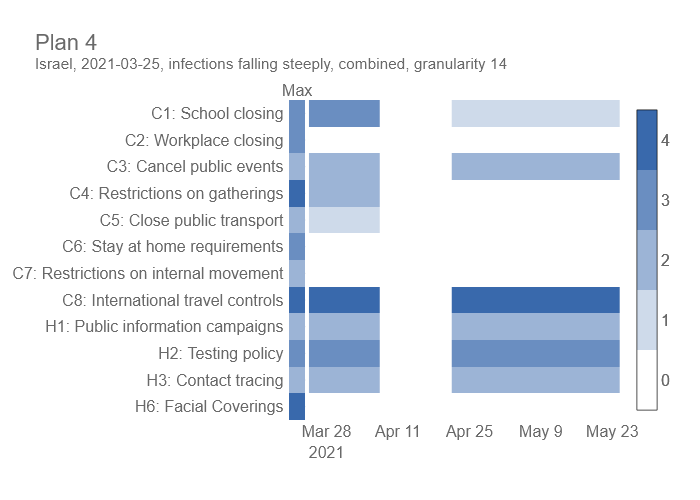 Plan 4
Israel, 2021-03-25, infections falling steeply, combined, granularity 14
Max
C1: School closing
C2: Workplace closing
C3: Cancel public events
C4: Restrictions on gatherings
C5: Close public transport
C6: Stay at home requirements
C7: Restrictions on internal movement
C8: International travel controls
H1: Public information campaigns
H2: Testing policy
H3: Contact tracing
H6: Facial Coverings
Mar 28 Apr 11 Apr 25 May 9 May 23
2021
4
3
2
1
0